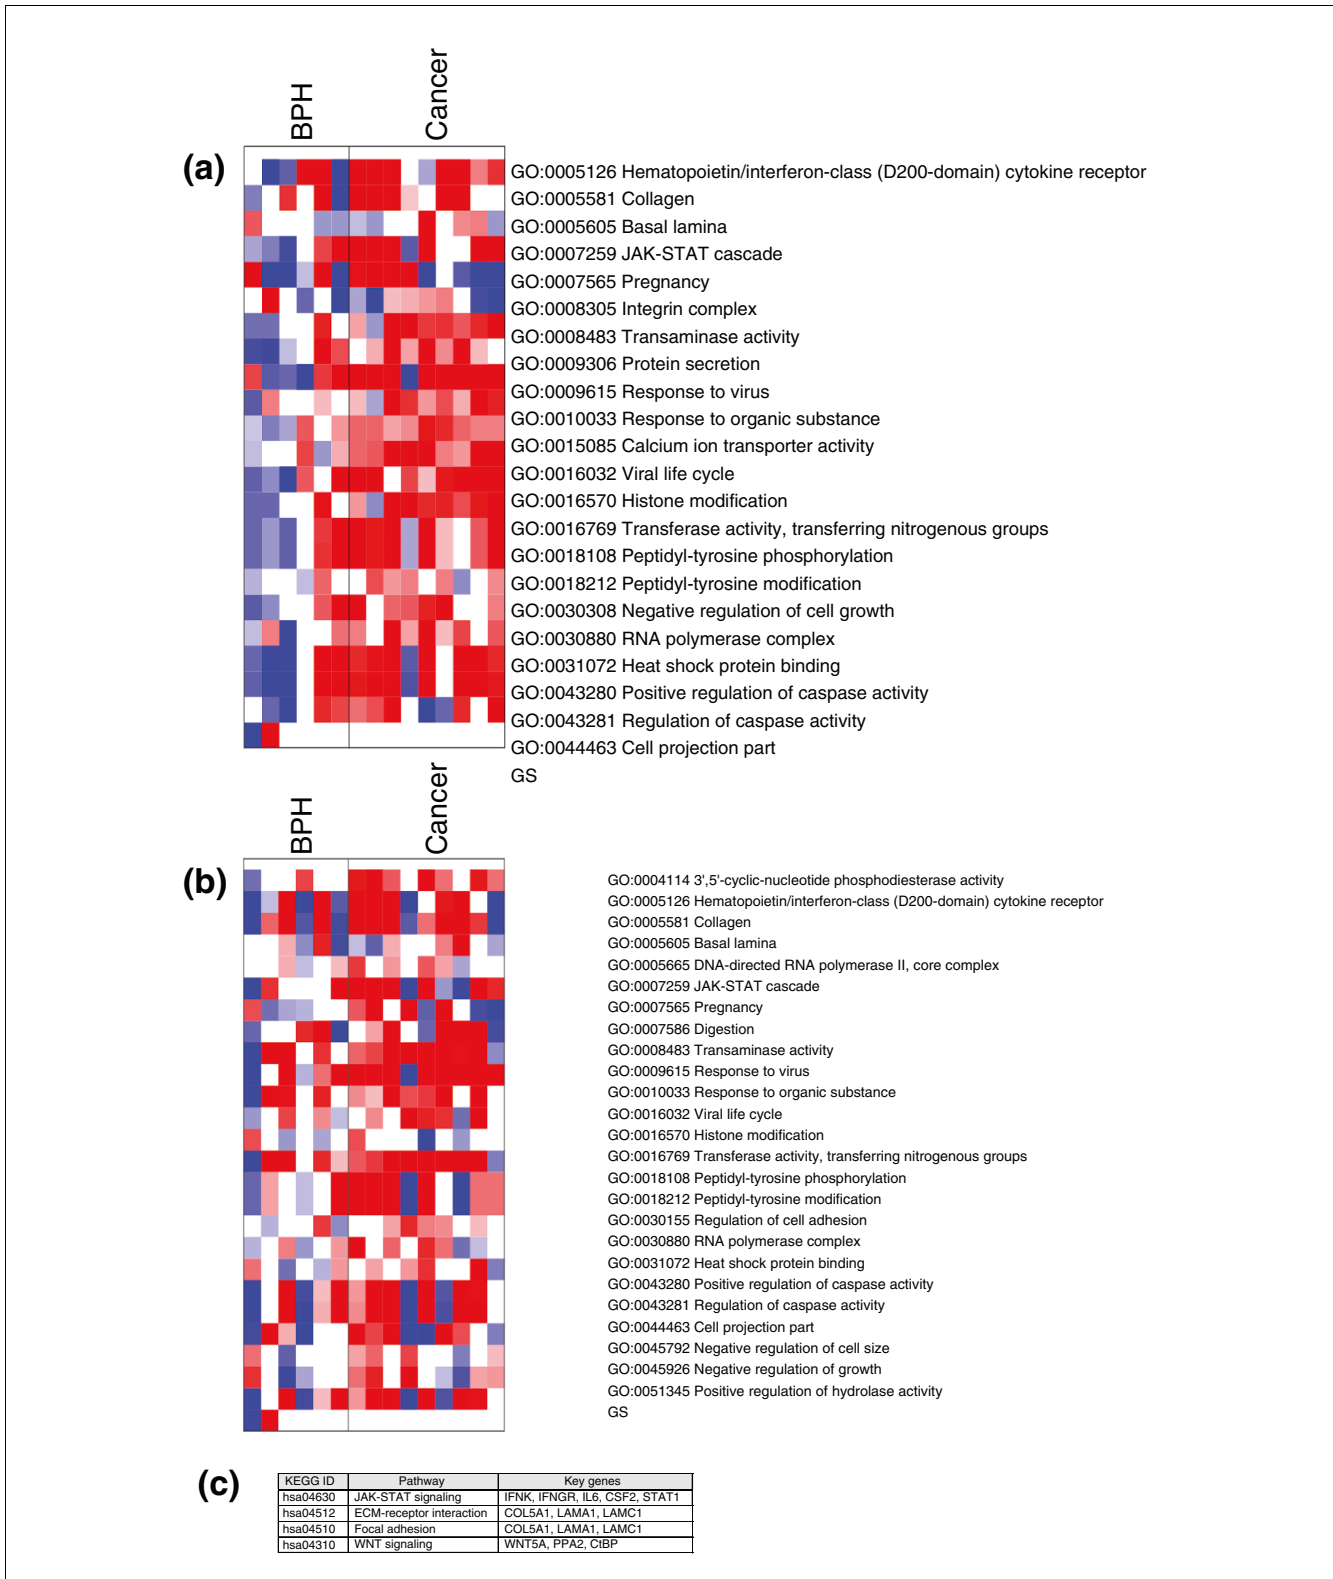 BPH
Cancer
(a)
GO:0005126 Hematopoietin/interferon-class (D200-domain) cytokine receptor
GO:0005581 Collagen
GO:0005605 Basal lamina
GO:0007259 JAK-STAT cascade
GO:0007565 Pregnancy
GO:0008305 Integrin complex
GO:0008483 Transaminase activity
GO:0009306 Protein secretion
GO:0009615 Response to virus
GO:0010033 Response to organic substance
GO:0015085 Calcium ion transporter activity
GO:0016032 Viral life cycle
GO:0016570 Histone modification
GO:0016769 Transferase activity, transferring nitrogenous groups
GO:0018108 Peptidyl-tyrosine phosphorylation
GO:0018212 Peptidyl-tyrosine modification
GO:0030308 Negative regulation of cell growth
GO:0030880 RNA polymerase complex
GO:0031072 Heat shock protein binding
GO:0043280 Positive regulation of caspase activity
GO:0043281 Regulation of caspase activity
GO:0044463 Cell projection part
GS
BPH
Cancer
(b)
GO:0004114 3',5'-cyclic-nucleotide phosphodiesterase activity
GO:0005126 Hematopoietin/interferon-class (D200-domain) cytokine receptor
GO:0005581 Collagen
GO:0005605 Basal lamina
GO:0005665 DNA-directed RNA polymerase II, core complex
GO:0007259 JAK-STAT cascade
GO:0007565 Pregnancy
GO:0007586 Digestion
GO:0008483 Transaminase activity
GO:0009615 Response to virus
GO:0010033 Response to organic substance
GO:0016032 Viral life cycle
GO:0016570 Histone modification
GO:0016769 Transferase activity, transferring nitrogenous groups
GO:0018108 Peptidyl-tyrosine phosphorylation
GO:0018212 Peptidyl-tyrosine modification
GO:0030155 Regulation of cell adhesion
GO:0030880 RNA polymerase complex
GO:0031072 Heat shock protein binding
GO:0043280 Positive regulation of caspase activity
GO:0043281 Regulation of caspase activity
GO:0044463 Cell projection part
GO:0045792 Negative regulation of cell size
GO:0045926 Negative regulation of growth
GO:0051345 Positive regulation of hydrolase activity
GS
(c)
KEGG ID Pathway Key genes
hsa04630 JAK-STAT signaling IFNK, IFNGR, IL6, CSF2, STAT1
hsa04512 ECM-receptor interaction COL5A1, LAMA1, LAMC1
hsa04510 Focal adhesion COL5A1, LAMA1, LAMC1
hsa04310 WNT signaling WNT5A, PPA2, CtBP